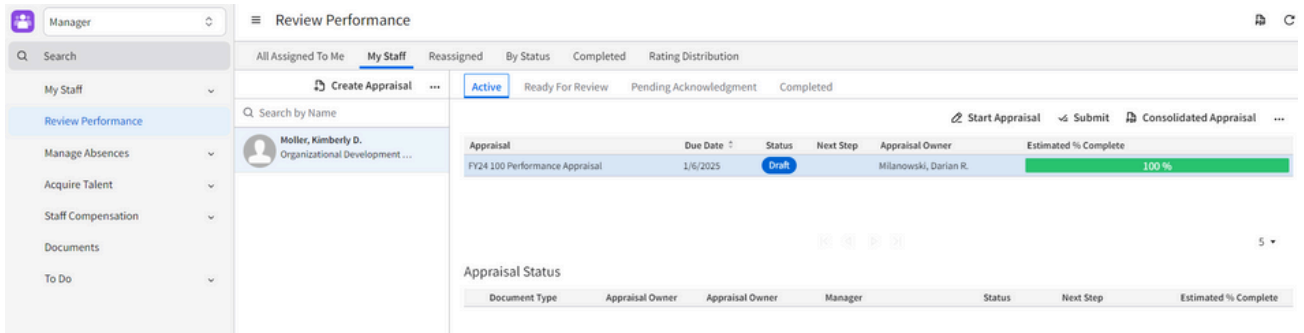 Manager
Review Performance
Search
All Assigned To Me My Staff Reassigned By Status Completed Rating Distribution
My Staff
Review Performance
Manage Absences
Acquire Talent
Staff Compensation
Documents
To Do
Create Appraisal ...
Search by Name
Moller, Kimberly D.
Organizational Development ...
Active Ready For Review Pending Acknowledgment Completed
Start Appraisal Submit Consolidated Appraisal ...
Appraisal Due Date Status Next Step Appraisal Owner Estimated % Complete
FY24 100 Performance Appraisal 1/6/2025 Draft Milanowski, Darian R. 100 %
5
Appraisal Status
Document Type Appraisal Owner Appraisal Owner Manager Status Next Step Estimated % Complete